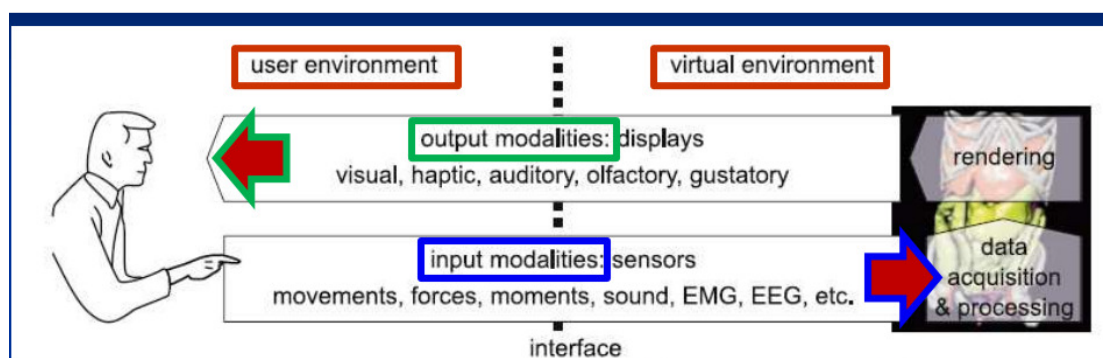 user environment
virtual environment
output modalities: displays
visual, haptic, auditory, olfactory, gustatory
rendering
input modalities: sensors
movements, forces, moments, sound, EMG, EEG, etc.
data
acquisition
& processing
interface